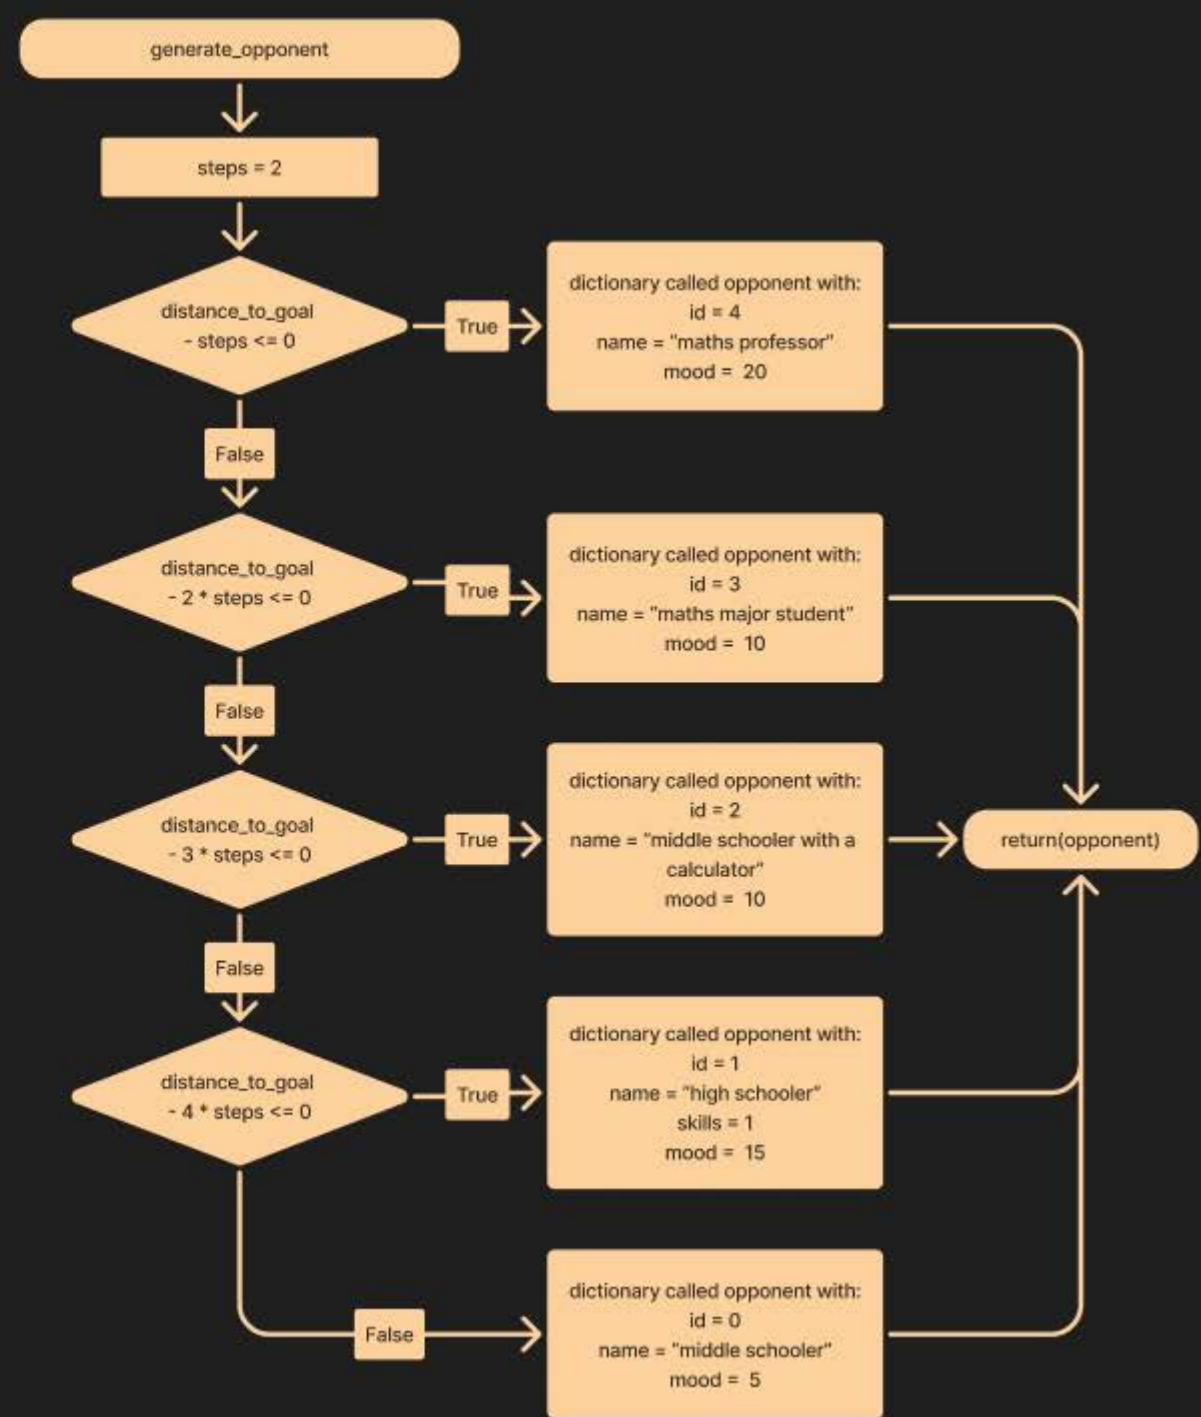 generate_opponent
steps = 2
distance_to_goal
- steps <= 0
True
dictionary called opponent with:
id = 4
name = "maths professor"
mood = 20
False
distance_to_goal
- 2 * steps <= 0
True
dictionary called opponent with:
id = 3
name = "maths major student"
mood = 10
False
distance_to_goal
- 3 * steps <= 0
True
dictionary called opponent with:
id = 2
name = "middle schooler with a
calculator"
mood = 10
return(opponent)
False
distance_to_goal
- 4 * steps <= 0
True
dictionary called opponent with:
id = 1
name = "high schooler"
skills = 1
mood = 15
False
dictionary called opponent with:
id = 0
name = "middle schooler"
mood = 5